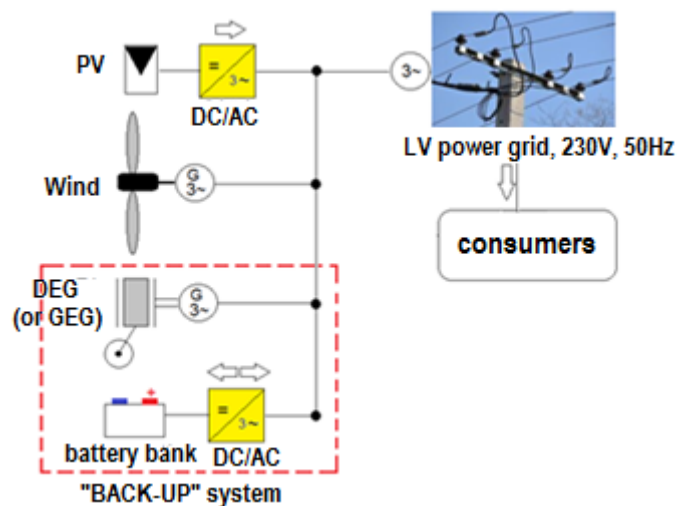 PV
=
3~
DC/AC
3~
LV power grid, 230V, 50Hz
Wind
G
3~
consumers
DEG
(or GEG)
G
3~
+
=
3~
battery bank
DC/AC
"BACK-UP" system